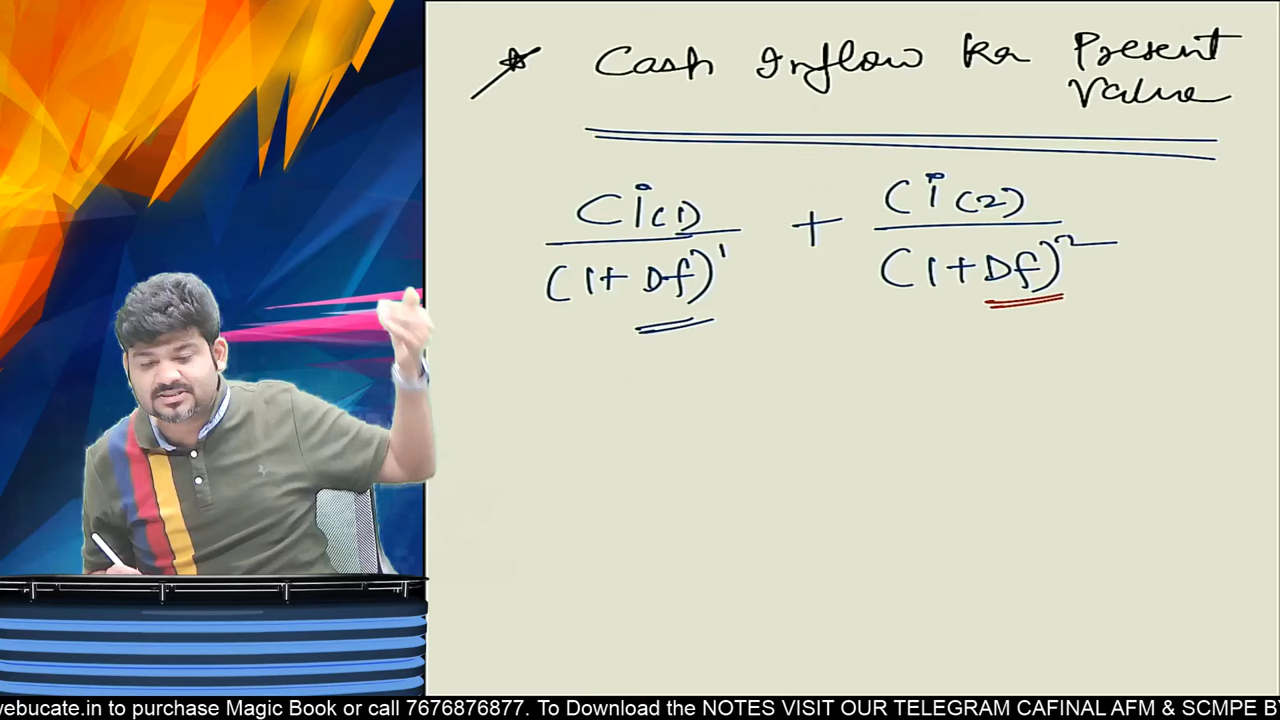 * Cash Inflow ka Present
Value
Ci(1) + Ci(2)
(1+Df)¹ (1+Df)²
vebucate.in to purchase Magic Book or call 7676876877. To Download the NOTES VISIT OUR TELEGRAM CAFINAL AFM & SCMPE B